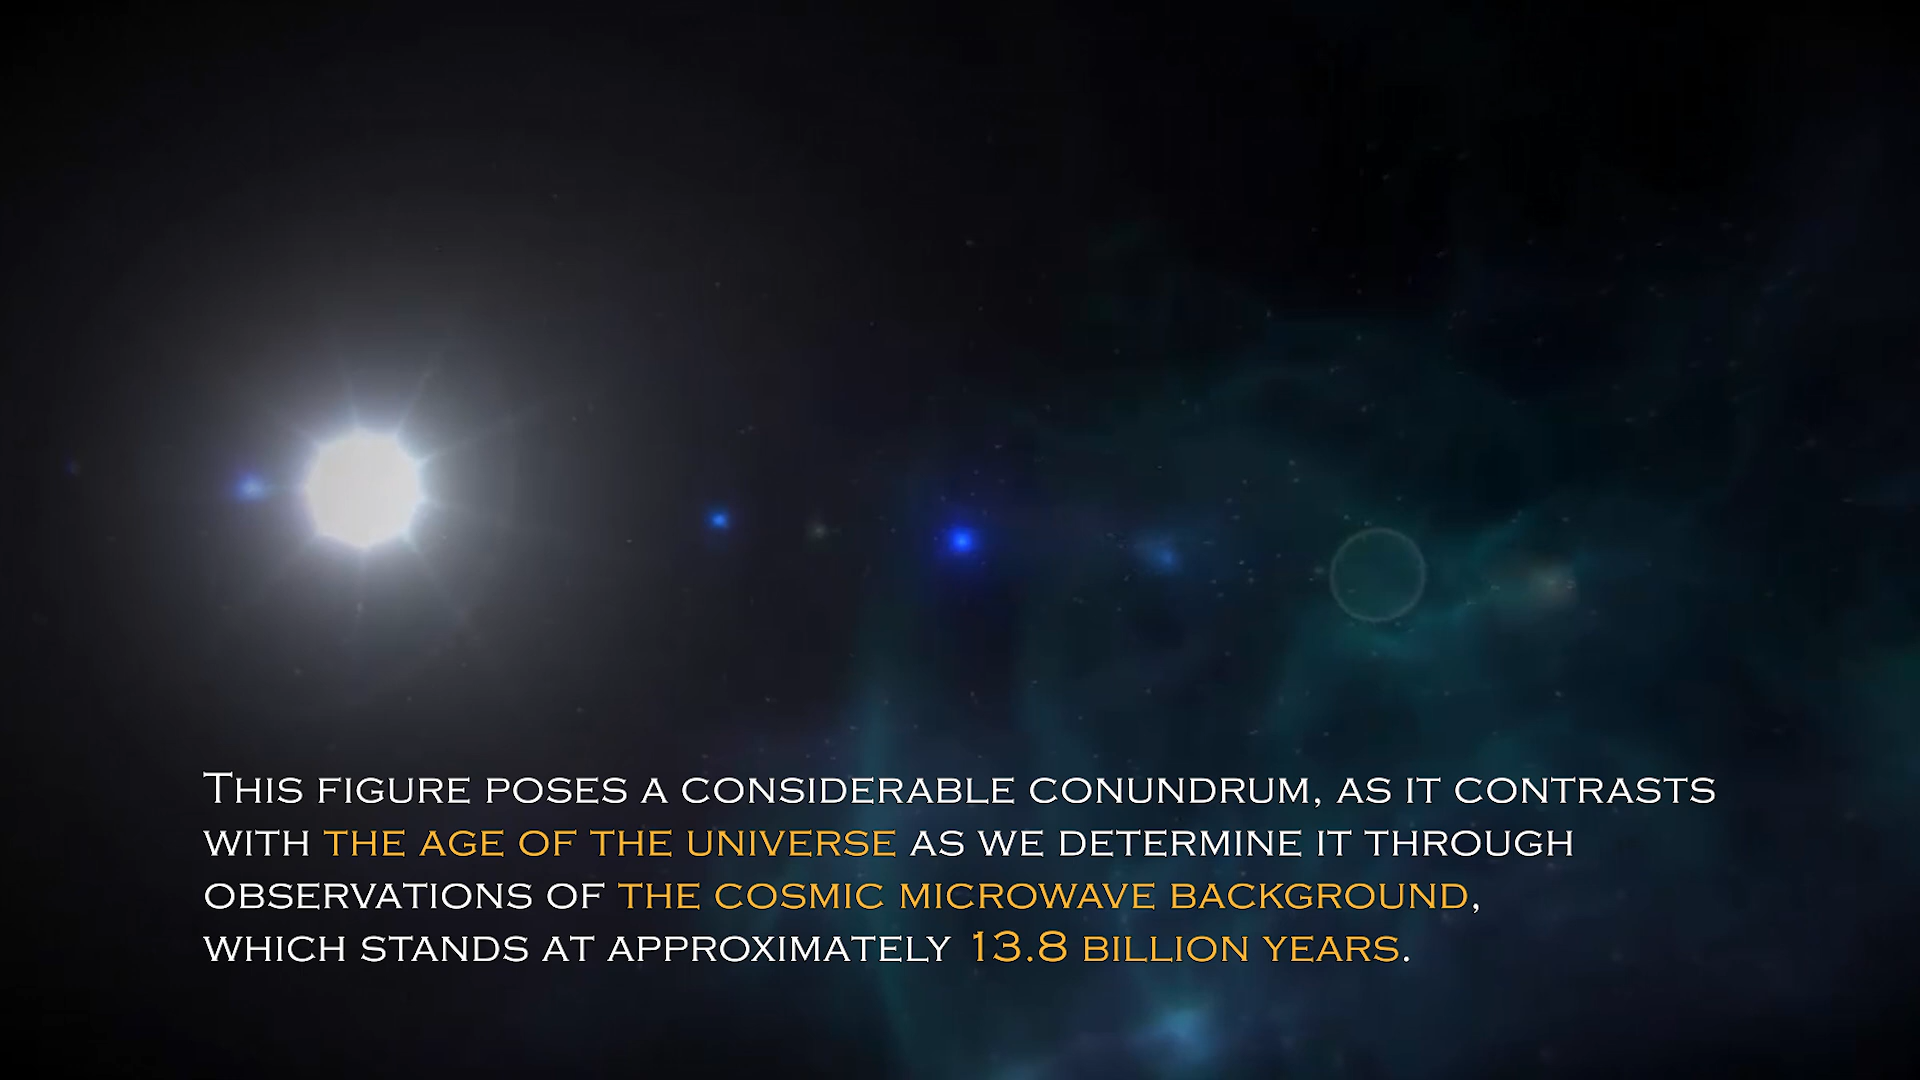 This figure poses a considerable conundrum, as it contrasts
with the age of the universe as we determine it through
observations of the cosmic microwave background,
which stands at approximately 13.8 billion years.